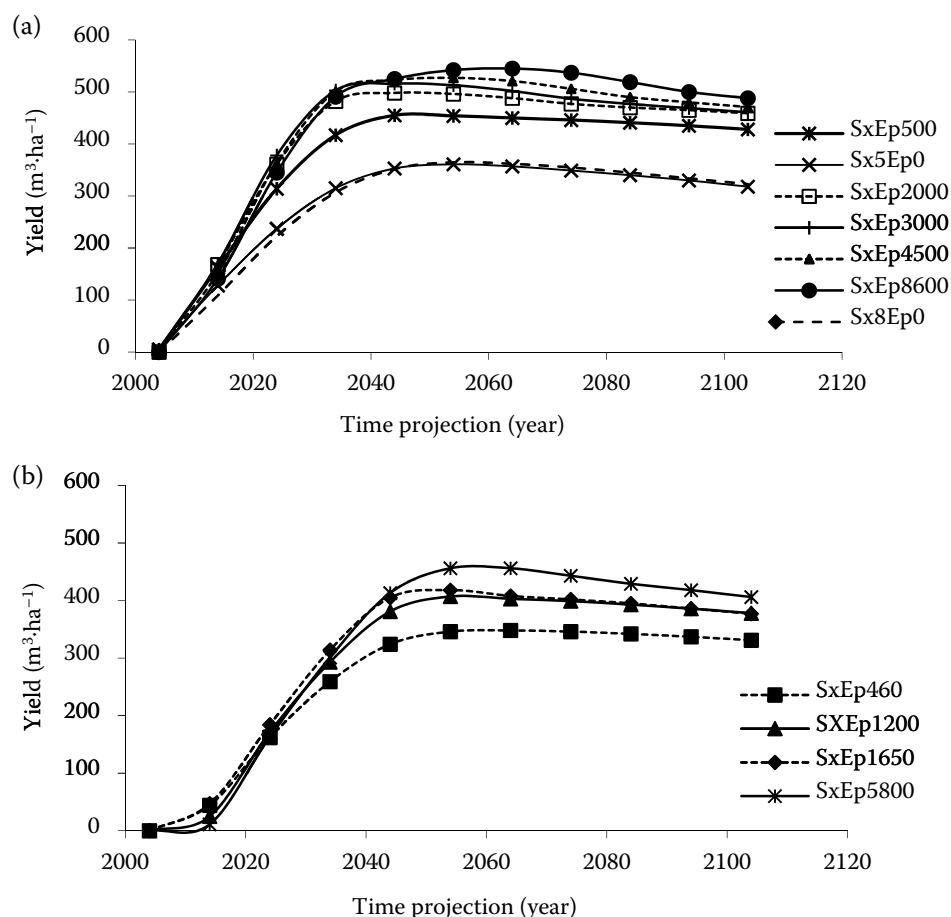 (a)
600
500
400
300
200
100
0
Yield (m³·ha⁻¹)
2000 2020 2040 2060 2080 2100 2120
Time projection (year)
SxEp500
Sx5Ep0
SxEp2000
SxEp3000
SxEp4500
SxEp8600
Sx8Ep0
(b)
600
500
400
300
200
100
0
Yield (m³·ha⁻¹)
2000 2020 2040 2060 2080 2100 2120
Time projection (year)
SxEp460
SXEp1200
SxEp1650
SxEp5800